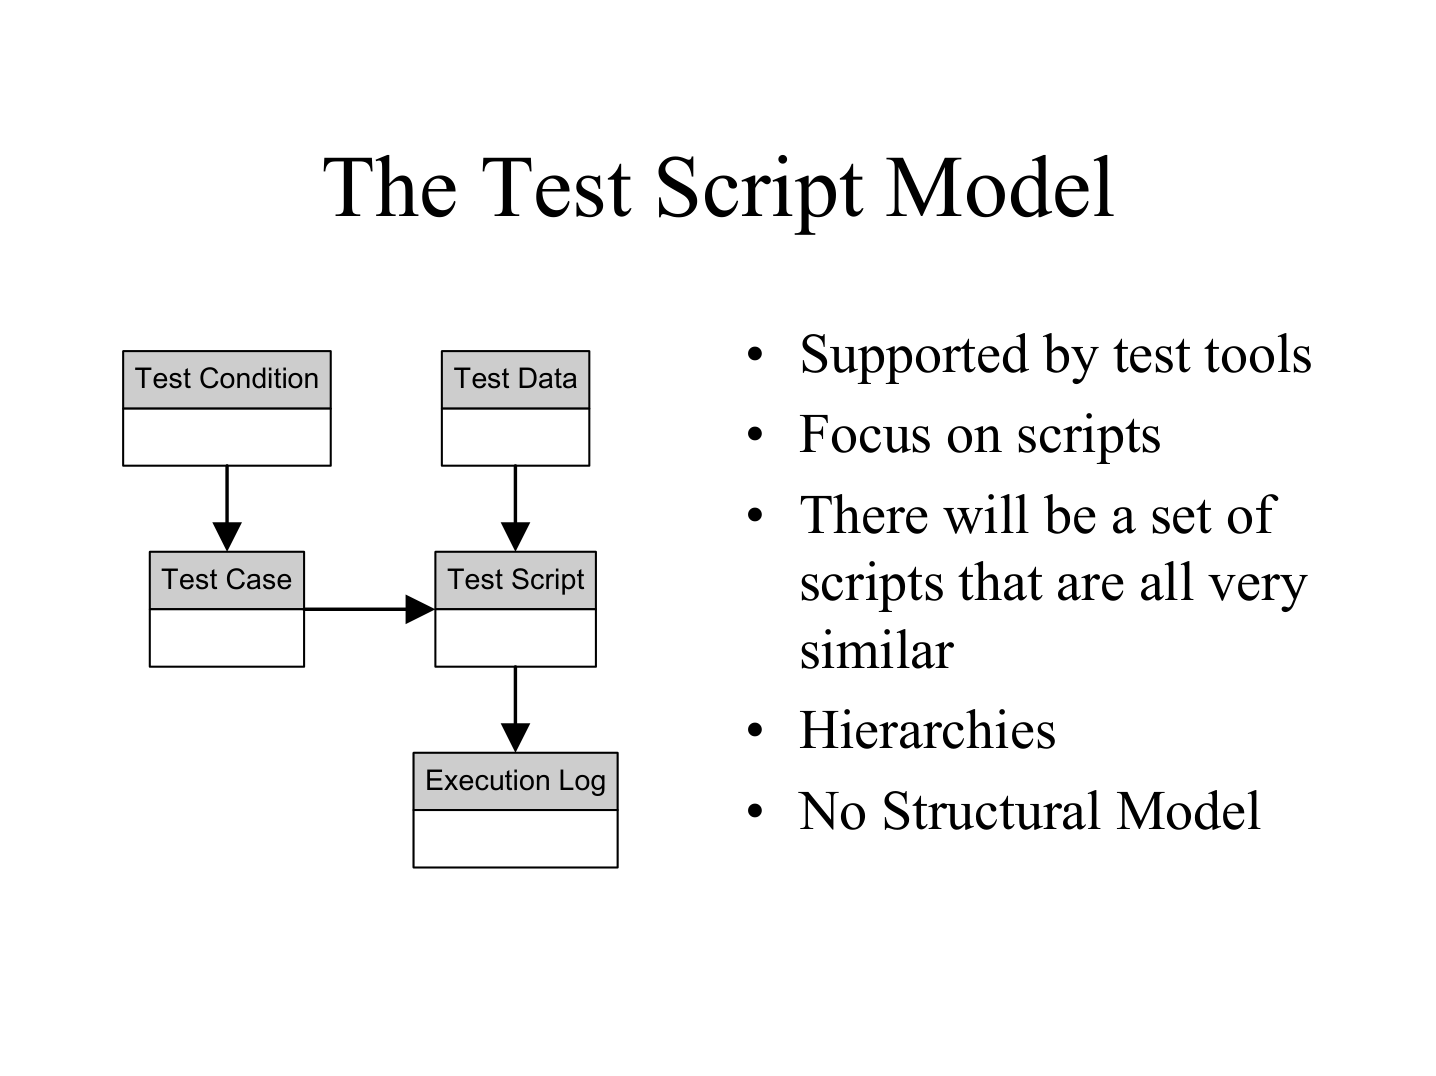 The Test Script Model
Test Condition
Test Data
Test Case
Test Script
Execution Log
• Supported by test tools
• Focus on scripts
• There will be a set of
scripts that are all very
similar
• Hierarchies
• No Structural Model